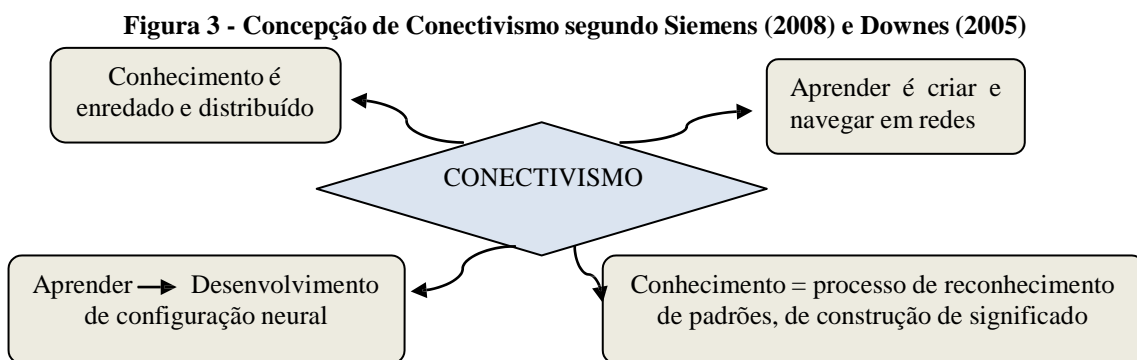 Figura 3 - Concepção de Conectivismo segundo Siemens (2008) e Downes (2005)
Conhecimento é
enredado e distribuído
Aprender é criar e
navegar em redes
CONECTIVISMO
Aprender → Desenvolvimento
de configuração neural
Conhecimento = processo de reconhecimento
de padrões, de construção de significado